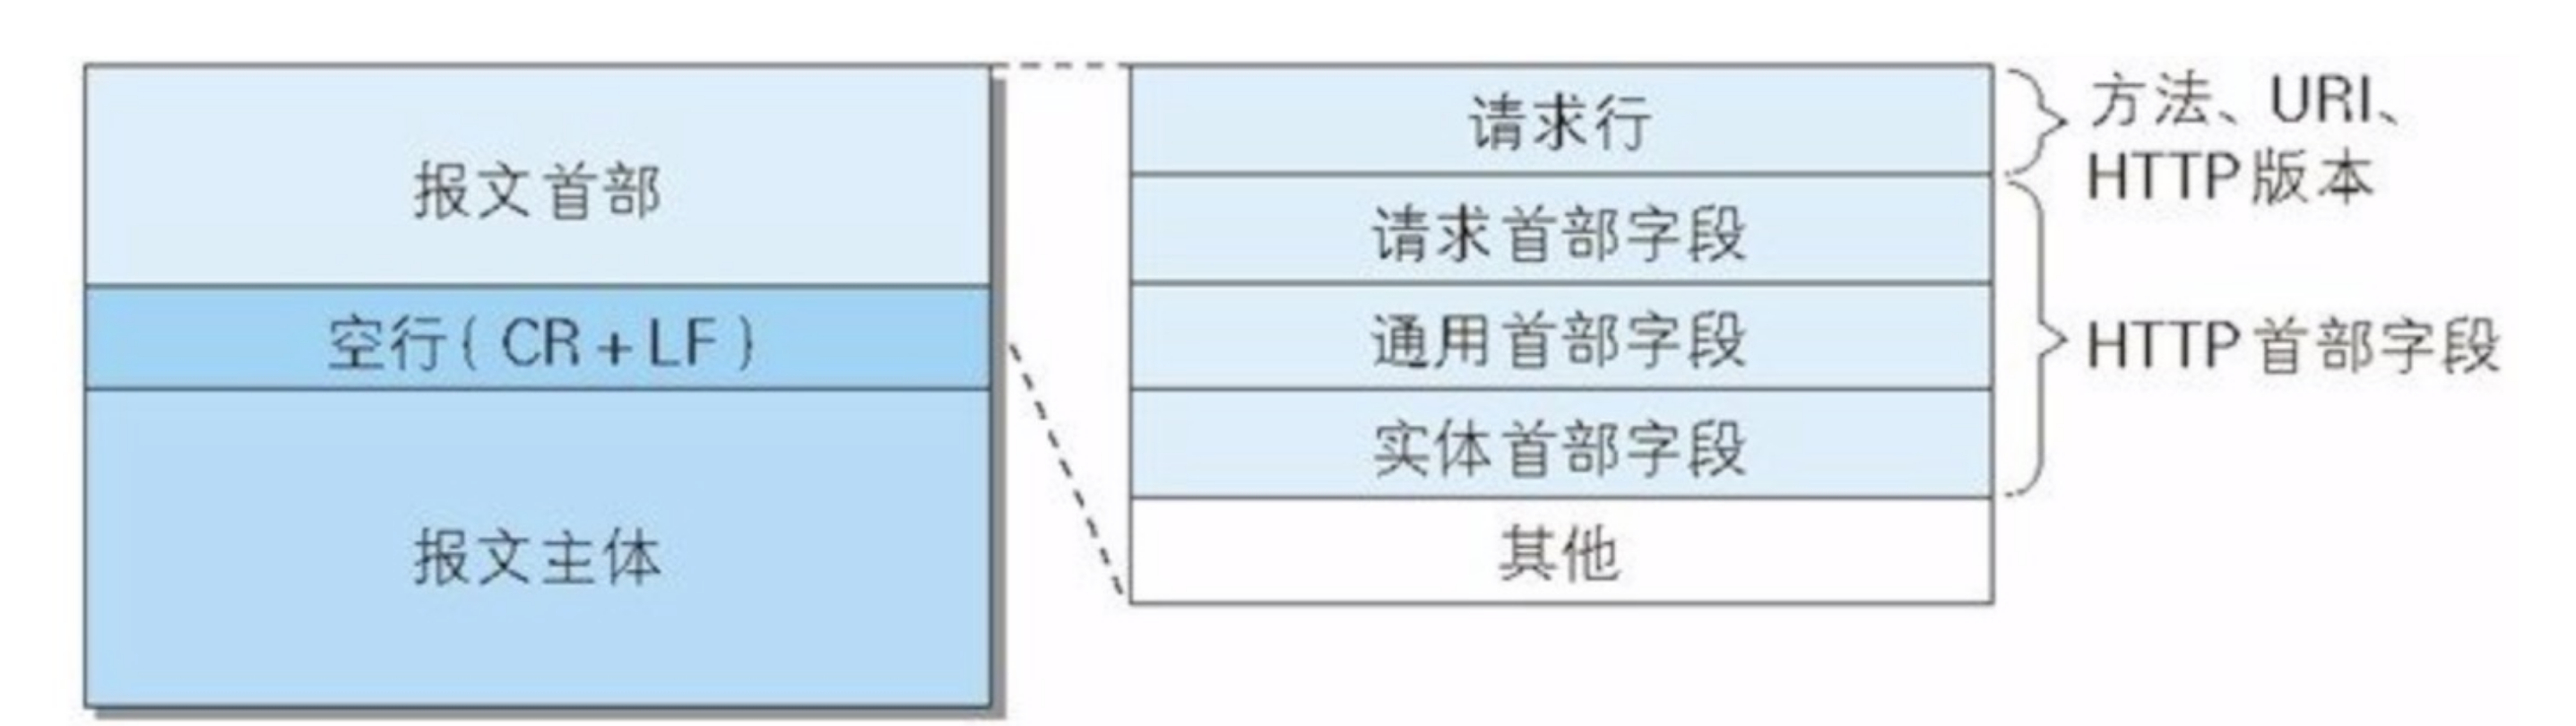 报文首部
空行(CR+LF)
报文主体
请求行
请求首部字段
通用首部字段
实体首部字段
其他
方法、URI、
HTTP版本
HTTP首部字段